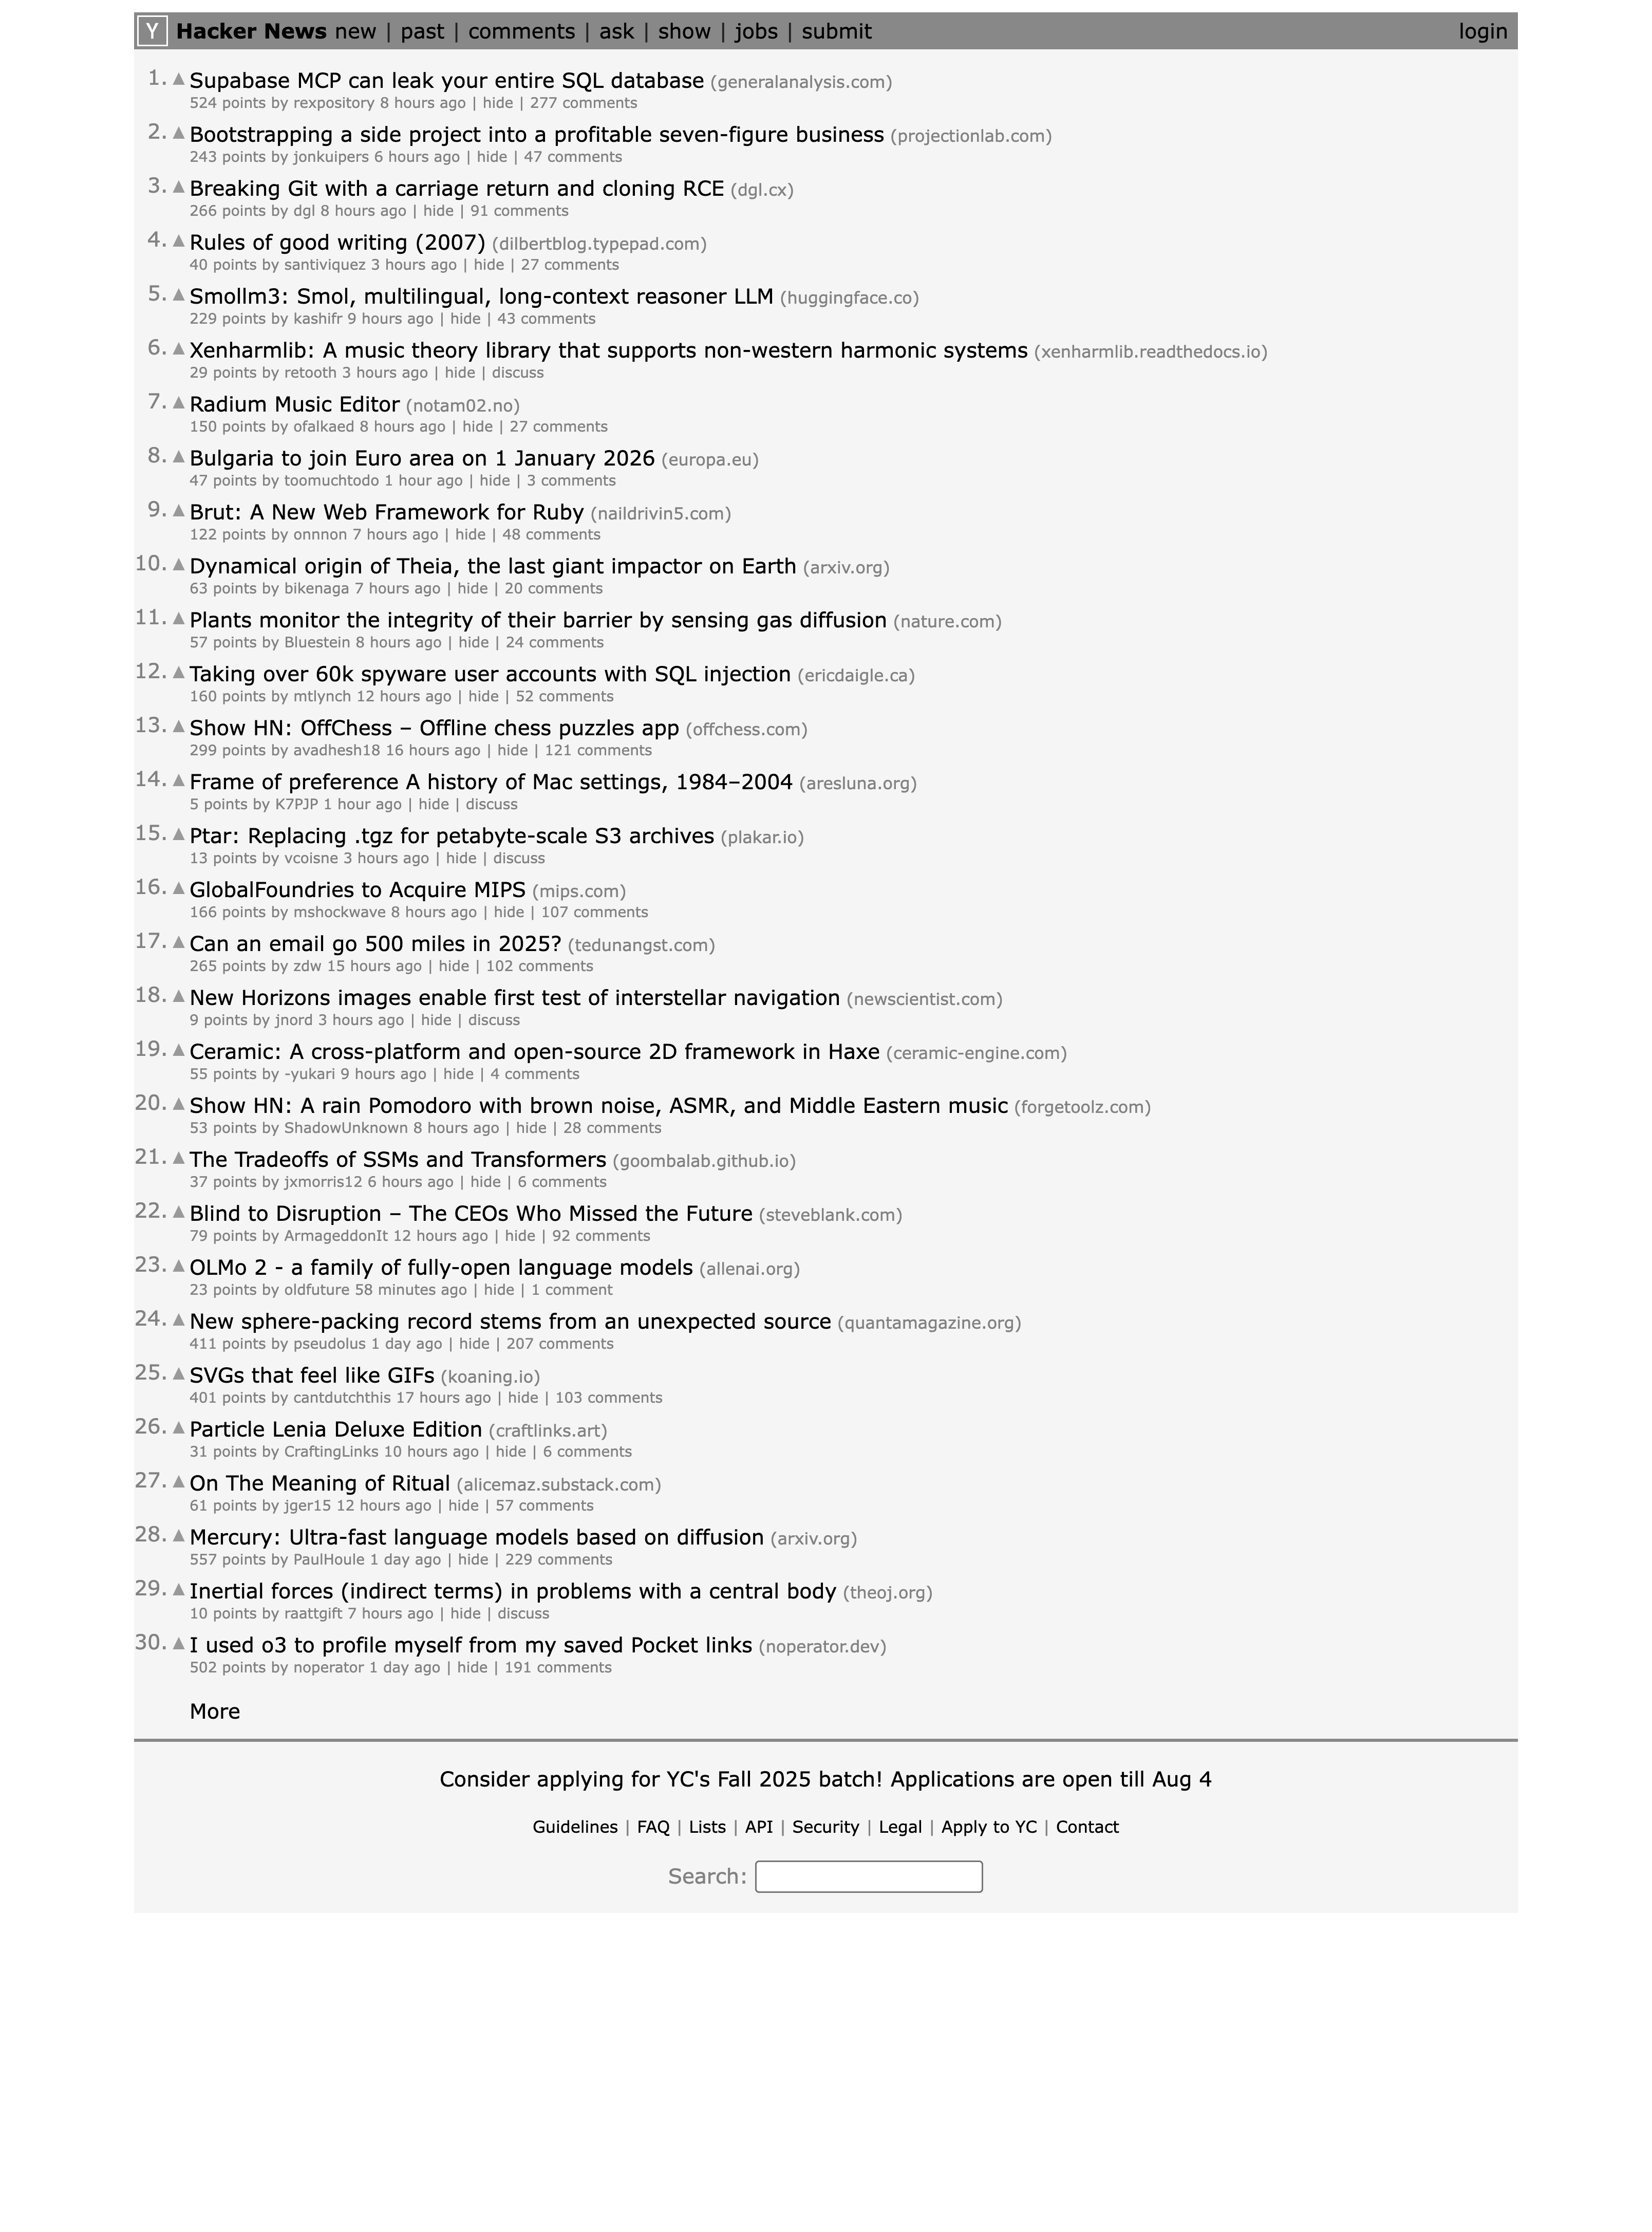 Y Hacker News new | past | comments | ask | show | jobs | submit login
1. ▲ Supabase MCP can leak your entire SQL database (generalanalysis.com)
524 points by rexpository 8 hours ago | hide | 277 comments
2. ▲ Bootstrapping a side project into a profitable seven-figure business (projectionlab.com)
243 points by jonkuipers 6 hours ago | hide | 47 comments
3. ▲ Breaking Git with a carriage return and cloning RCE (dgl.cx)
266 points by dgl 8 hours ago | hide | 91 comments
4. ▲ Rules of good writing (2007) (dilbertblog.typepad.com)
40 points by santiviquez 3 hours ago | hide | 27 comments
5. ▲ Smollm3: Smol, multilingual, long-context reasoner LLM (huggingface.co)
229 points by kashifr 9 hours ago | hide | 43 comments
6. ▲ Xenharmlib: A music theory library that supports non-western harmonic systems (xenharmlib.readthedocs.io)
29 points by retooth 3 hours ago | hide | discuss
7. ▲ Radium Music Editor (notam02.no)
150 points by ofalkaed 8 hours ago | hide | 27 comments
8. ▲ Bulgaria to join Euro area on 1 January 2026 (europa.eu)
47 points by toomuchtodo 1 hour ago | hide | 3 comments
9. ▲ Brut: A New Web Framework for Ruby (naildrivin5.com)
122 points by onnnon 7 hours ago | hide | 48 comments
10. ▲ Dynamical origin of Theia, the last giant impactor on Earth (arxiv.org)
63 points by bikenaga 7 hours ago | hide | 20 comments
11. ▲ Plants monitor the integrity of their barrier by sensing gas diffusion (nature.com)
57 points by Bluestein 8 hours ago | hide | 24 comments
12. ▲ Taking over 60k spyware user accounts with SQL injection (ericdaigle.ca)
160 points by mtlynch 12 hours ago | hide | 52 comments
13. ▲ Show HN: OffChess – Offline chess puzzles app (offchess.com)
299 points by avadhesh18 16 hours ago | hide | 121 comments
14. ▲ Frame of preference A history of Mac settings, 1984–2004 (aresluna.org)
5 points by K7PJP 1 hour ago | hide | discuss
15. ▲ Ptar: Replacing .tgz for petabyte-scale S3 archives (plakar.io)
13 points by vcoisne 3 hours ago | hide | discuss
16. ▲ GlobalFoundries to Acquire MIPS (mips.com)
166 points by mshockwave 8 hours ago | hide | 107 comments
17. ▲ Can an email go 500 miles in 2025? (tedunangst.com)
265 points by zdw 15 hours ago | hide | 102 comments
18. ▲ New Horizons images enable first test of interstellar navigation (newscientist.com)
9 points by jnord 3 hours ago | hide | discuss
19. ▲ Ceramic: A cross-platform and open-source 2D framework in Haxe (ceramic-engine.com)
55 points by -yukari 9 hours ago | hide | 4 comments
20. ▲ Show HN: A rain Pomodoro with brown noise, ASMR, and Middle Eastern music (forgetoolz.com)
53 points by ShadowUnknown 8 hours ago | hide | 28 comments
21. ▲ The Tradeoffs of SSMs and Transformers (goombalab.github.io)
37 points by jxmorris12 6 hours ago | hide | 6 comment
22. ▲ Blind to Disruption – The CEOs Who Missed the Future (steveblank.com)
79 points by ArmageddonIt 12 hours ago | hide | 92 comments
23. ▲ OLMo 2 - a family of fully-open language models (allenai.org)
23 points by oldfuture 58 minutes ago | hide | 1 comment
24. ▲ New sphere-packing record stems from an unexpected source (quantamagazine.org)
411 points by pseudolus 1 day ago | hide | 207 comments
25. ▲ SVGs that feel like GIFs (koaning.io)
401 points by cantdutchthis 17 hours ago | hide | 103 comments
26. ▲ Particle Lenia Deluxe Edition (craftlinks.art)
31 points by CraftingLinks 10 hours ago | hide | 6 comments
27. ▲ On The Meaning of Ritual (alicemaz.substack.com)
61 points by jger15 12 hours ago | hide | 57 comments
28. ▲ Mercury: Ultra-fast language models based on diffusion (arxiv.org)
557 points by PaulHoule 1 day ago | hide | 229 comments
29. ▲ Inertial forces (indirect terms) in problems with a central body (theoj.org)
10 points by raattgift 7 hours ago | hide | discuss
30. ▲ I used o3 to profile myself from my saved Pocket links (noperator.dev)
502 points by noperator 1 day ago | hide | 191 comments
More
Consider applying for YC's Fall 2025 batch! Applications are open till Aug 4
Guidelines | FAQ | Lists | API | Security | Legal | Apply to YC | Contact
Search: